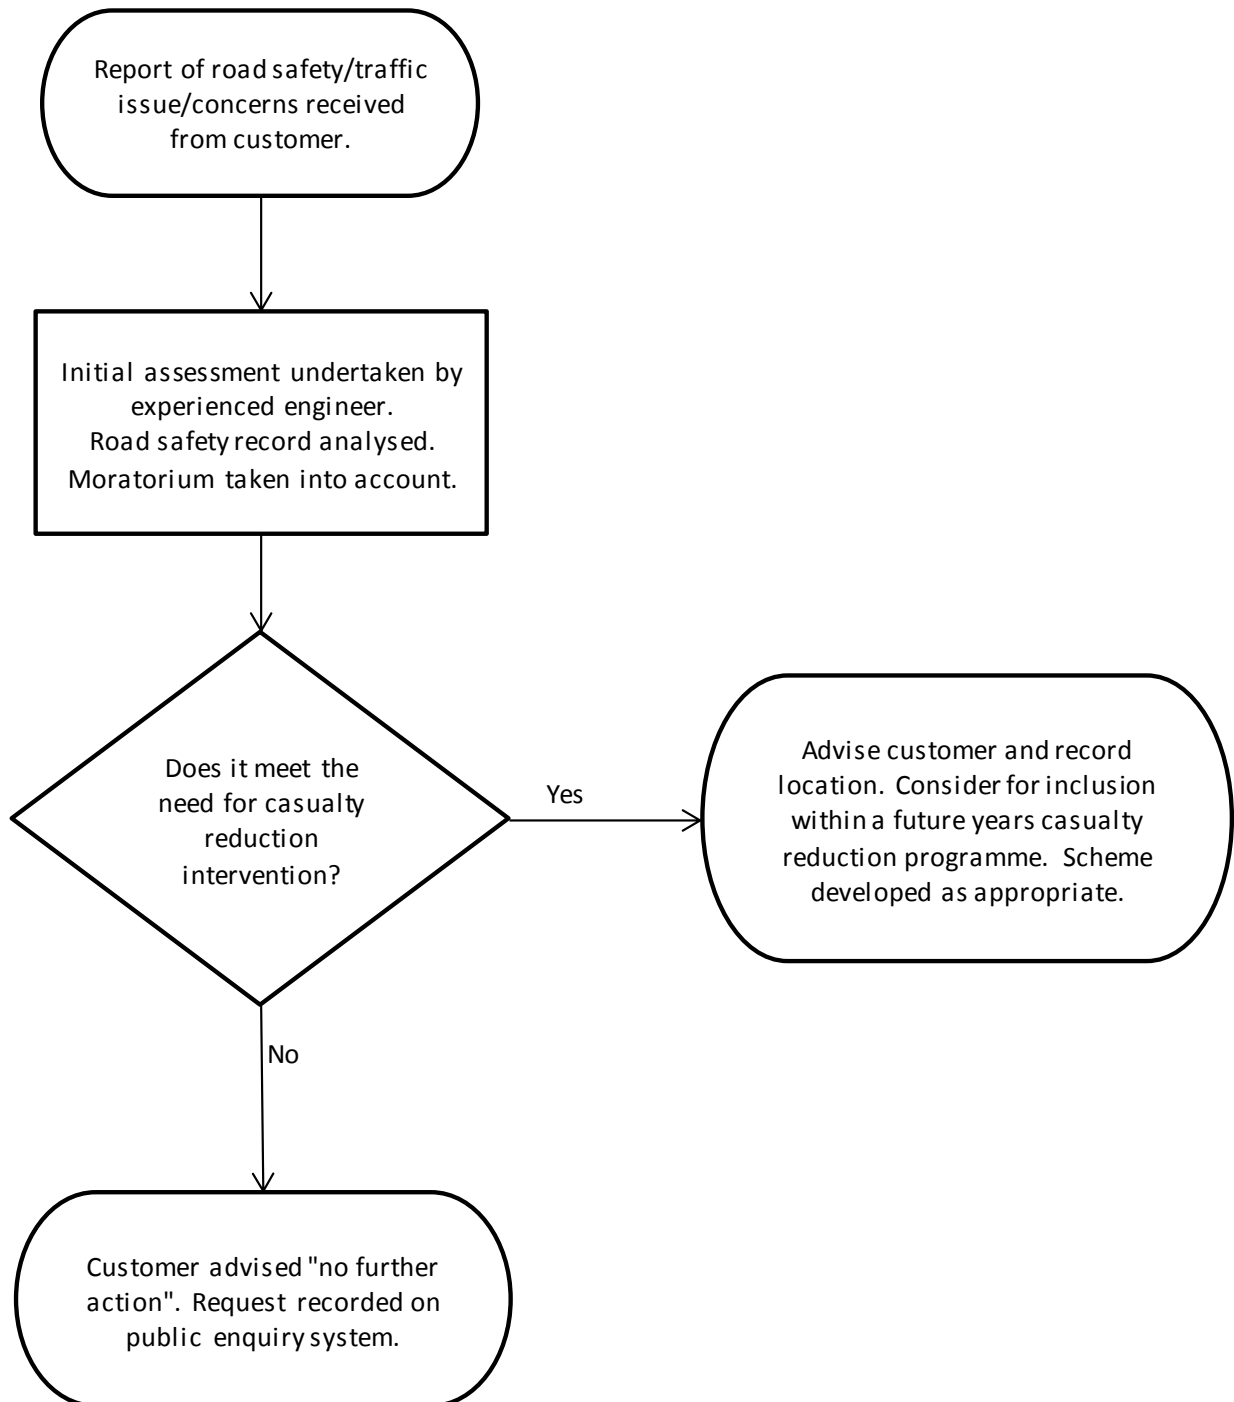 Report of road safety/traffic
issue/concerns received
from customer.
Initial assessment undertaken by
experienced engineer.
Road safety record analysed.
Moratorium taken into account.
Does it meet the
need for casualty
reduction
intervention?
Yes
Advise customer and record
location. Consider for inclusion
within a future years casualty
reduction programme. Scheme
developed as appropriate.
No
Customer advised "no further
action". Request recorded on
public enquiry system.